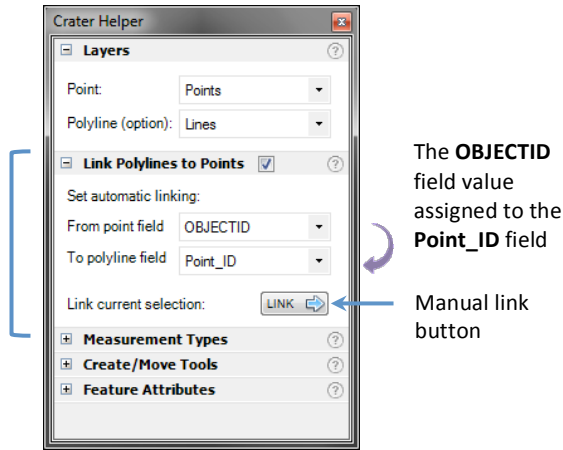 Crater Helper
Layers
Point: Points
Polyline (option): Lines
Link Polylines to Points
Set automatic linking:
From point field OBJECTID
To polyline field Point_ID
Link current selection: LINK
Measurement Types
Create/Move Tools
Feature Attributes
The OBJECTID
field value
assigned to the
Point_ID field
Manual link
button